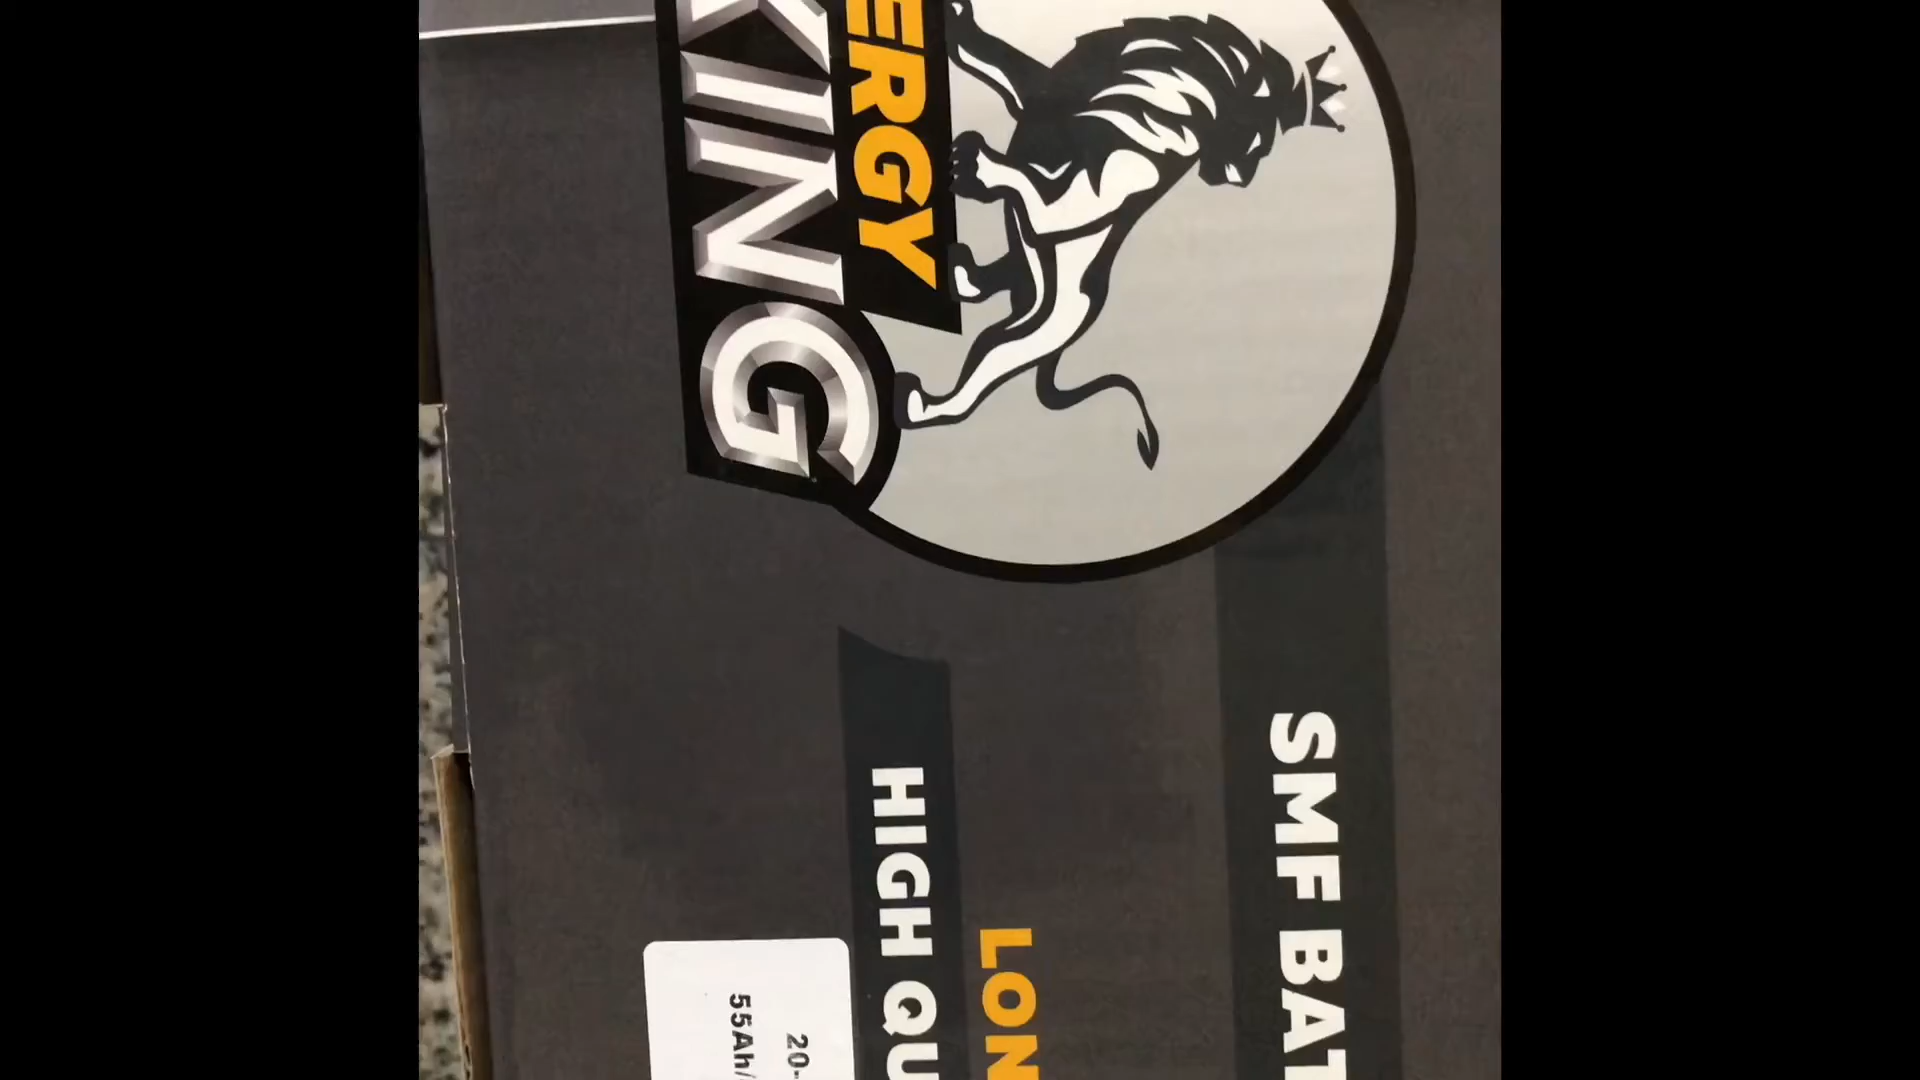 ERGY
KING
SMF BAT
LON
HIGH QU
20-
55Ah/